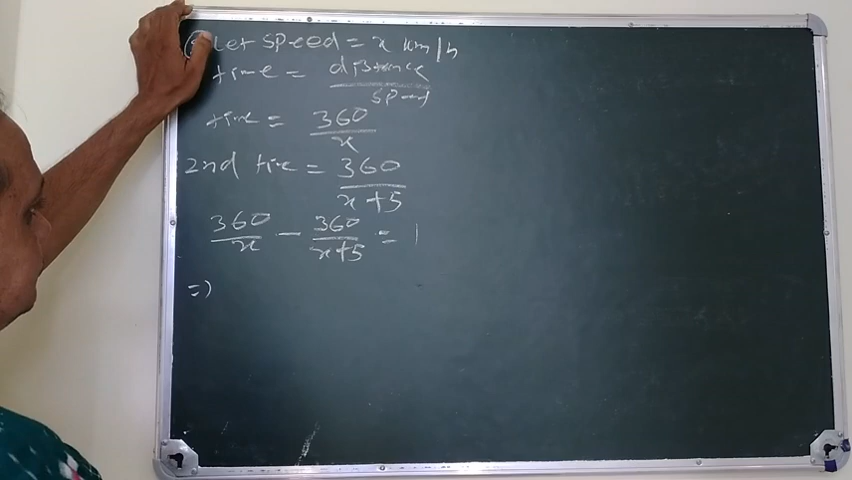 Let speed = x km/h
time = distance / speed
time = 360 / x
2nd time = 360 / x+5
360/x - 360/x+5 = 1
=)